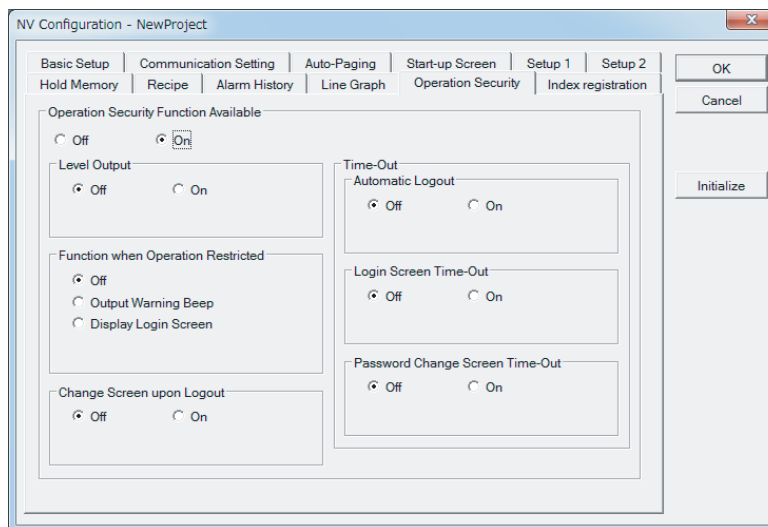 NV Configuration - NewProject
Basic Setup Communication Setting Auto-Paging Start-up Screen Setup 1 Setup 2
Hold Memory Recipe Alarm History Line Graph Operation Security Index registration
OK
Cancel
Initialize
Operation Security Function Available
Off On
Level Output
Off On
Function when Operation Restricted
Off
Output Warning Beep
Display Login Screen
Change Screen upon Logout
Off On
Time-Out
Automatic Logout
Off On
Login Screen Time-Out
Off On
Password Change Screen Time-Out
Off On